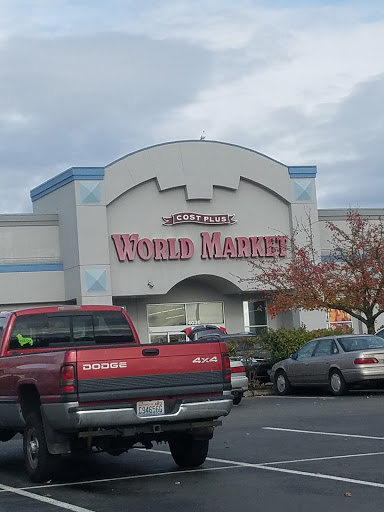 COST PLUS
WORLD MARKET
DODGE
4X4